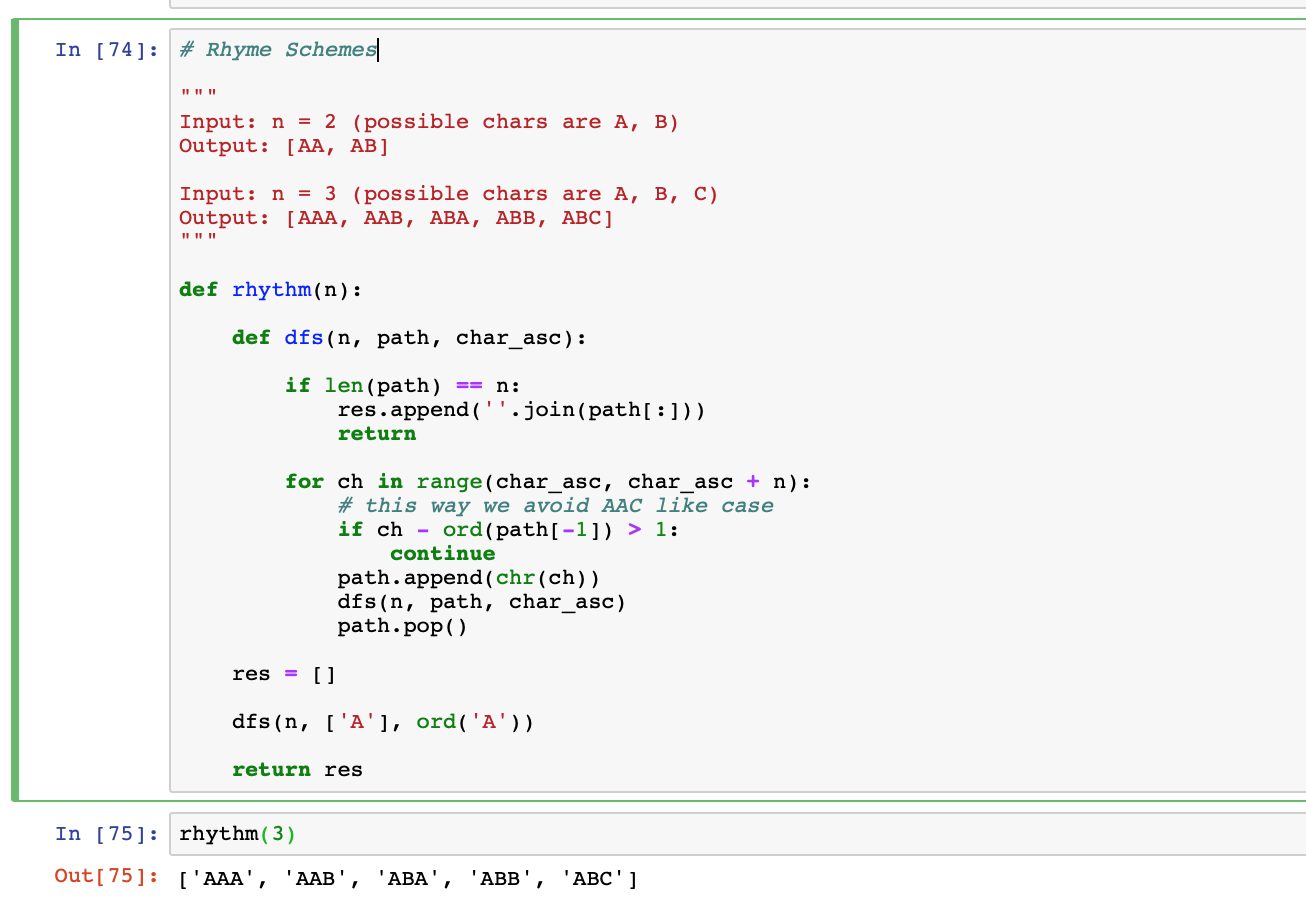 In [74]: # Rhyme Schemes
"""
Input: n = 2 (possible chars are A, B)
Output: [AA, AB]
Input: n = 3 (possible chars are A, B, C)
Output: [AAA, AAB, ABA, ABB, ABC]
"""
def rhythm(n):
    def dfs(n, path, char_asc):
        if len(path) == n:
            res.append(''.join(path[:]))
            return
        for ch in range(char_asc, char_asc + n):
            # this way we avoid AAC like case
            if ch - ord(path[-1]) > 1:
                continue
            path.append(chr(ch))
            dfs(n, path, char_asc)
            path.pop()
    res = []
    dfs(n, ['A'], ord('A'))
    return res
In [75]: rhythm(3)
Out[75]: ['AAA', 'AAB', 'ABA', 'ABB', 'ABC']